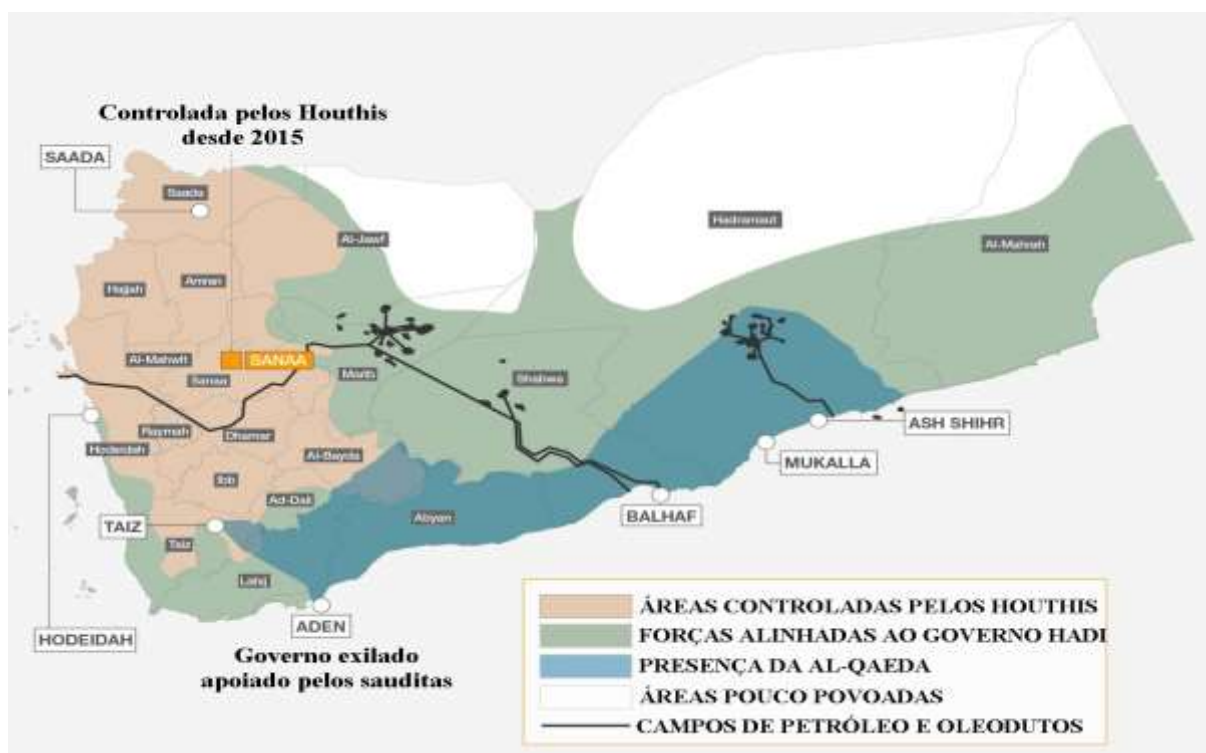 Controlada pelos Houthis
desde 2015
SAADA
Saada
Al-Jawf
Hadramaut
Al-Mahrah
Hajjah
Amran
Al-Mahwit
SANAA
Sanaa
Marib
Shabwa
Raymah
Dhamar
Hodeidah
Al-Bayda
ASH SHIHR
MUKALLA
Ibb
Ad-Dali
BALHAF
TAIZ
Abyan
Taiz
Lahij
HODEIDAH
ADEN
Governo exilado
apoiado pelos sauditas
ÁREAS CONTROLADAS PELOS HOUTHIS
FORÇAS ALINHADAS AO GOVERNO HADI
PRESENÇA DA AL-QAEDA
ÁREAS POUCO POVOADAS
CAMPOS DE PETRÓLEO E OLEODUTOS